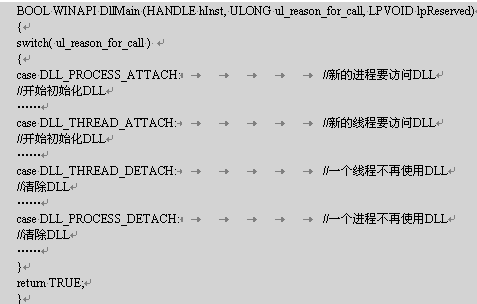 BOOL WINAPI DllMain (HANDLE hInst, ULONG ul_reason_for_call, LPVOID lpReserved)
{
switch( ul_reason_for_call )
{
case DLL_PROCESS_ATTACH: //新的进程要访问DLL
//开始初始化DLL
……
case DLL_THREAD_ATTACH: //新的线程要访问DLL
//开始初始化DLL
……
case DLL_THREAD_DETACH: //一个线程不再使用DLL
//清除DLL
……
case DLL_PROCESS_DETACH: //一个进程不再使用DLL
//清除DLL
……
}
return TRUE;
}